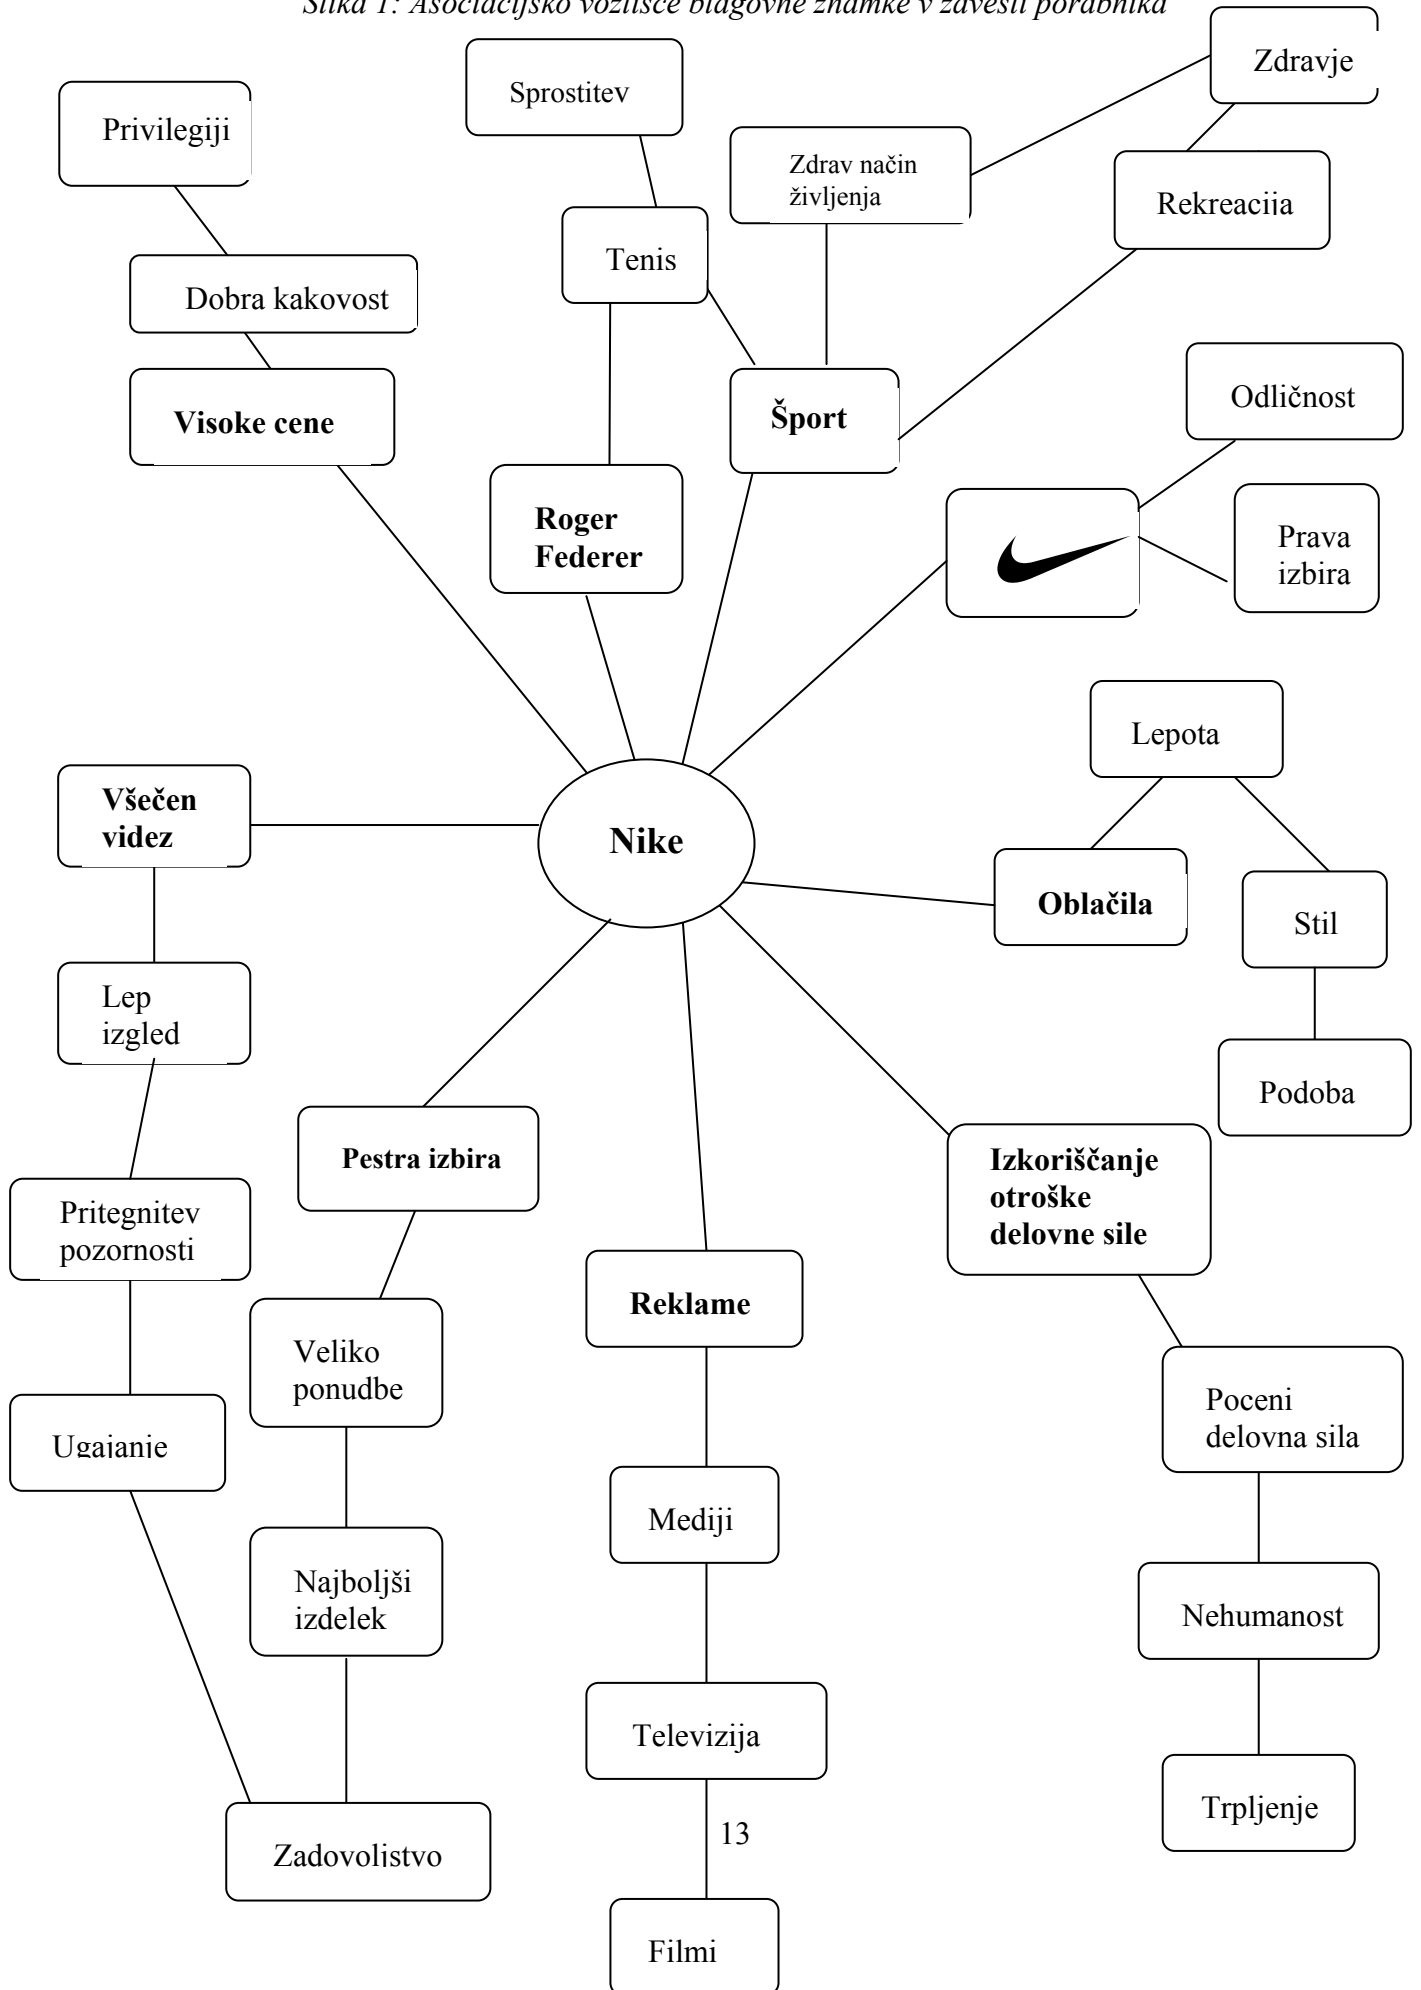 Slika 1: Asociacijsko vozlišče blagovne znamke v zavesti porabnika
Zdravje
Sprostitev
Privilegiji
Zdrav način
življenja
Rekreacija
Tenis
Dobra kakovost
Odličnost
Visoke cene
Šport
Roger
Federer
Prava
izbira
Lepota
Všečen
videz
Nike
Oblačila
Stil
Lep
izgled
Podoba
Pestra izbira
Izkoriščanje
otroške
delovne sile
Pritegnitev
pozornosti
Reklame
Veliko
ponudbe
Poceni
delovna sila
Ugajanje
Mediji
Najboljši
izdelek
Nehumanost
Televizija
Trpljenje
13
Zadovoljstvo
Filmi